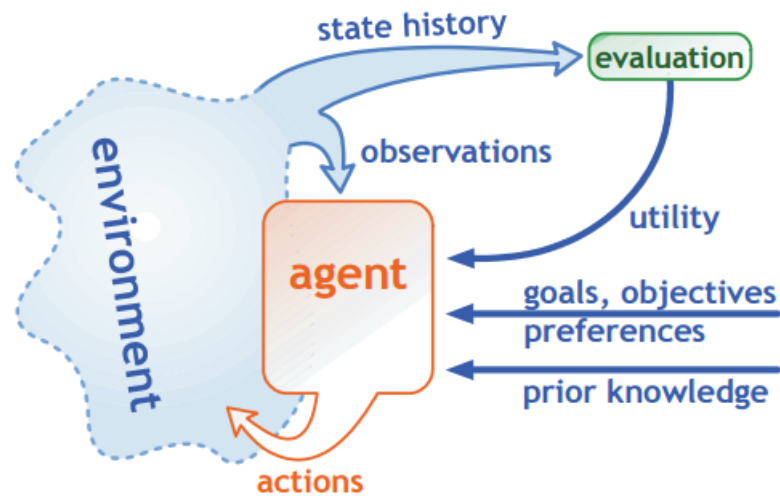 state history
evaluation
environment
observations
agent
utility
goals, objectives
preferences
prior knowledge
actions